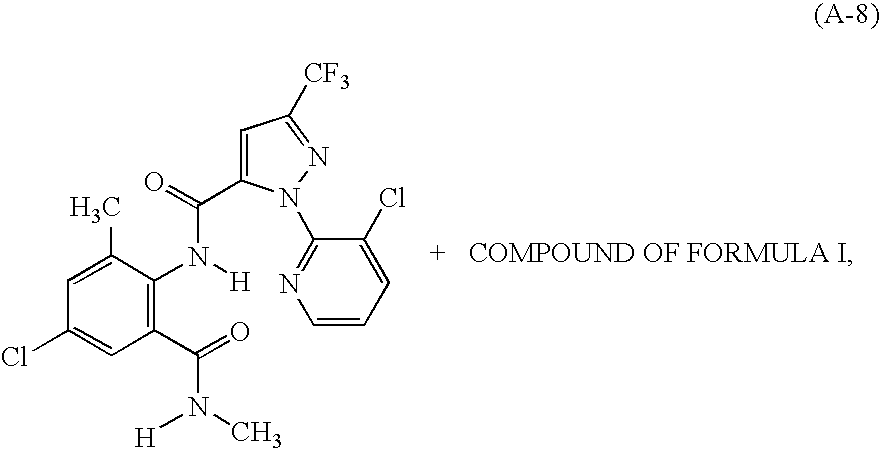 (A-8)
CF3
N
O
N
Cl
H3C
N
H
N
+ COMPOUND OF FORMULA I,
O
Cl
N
H
CH3